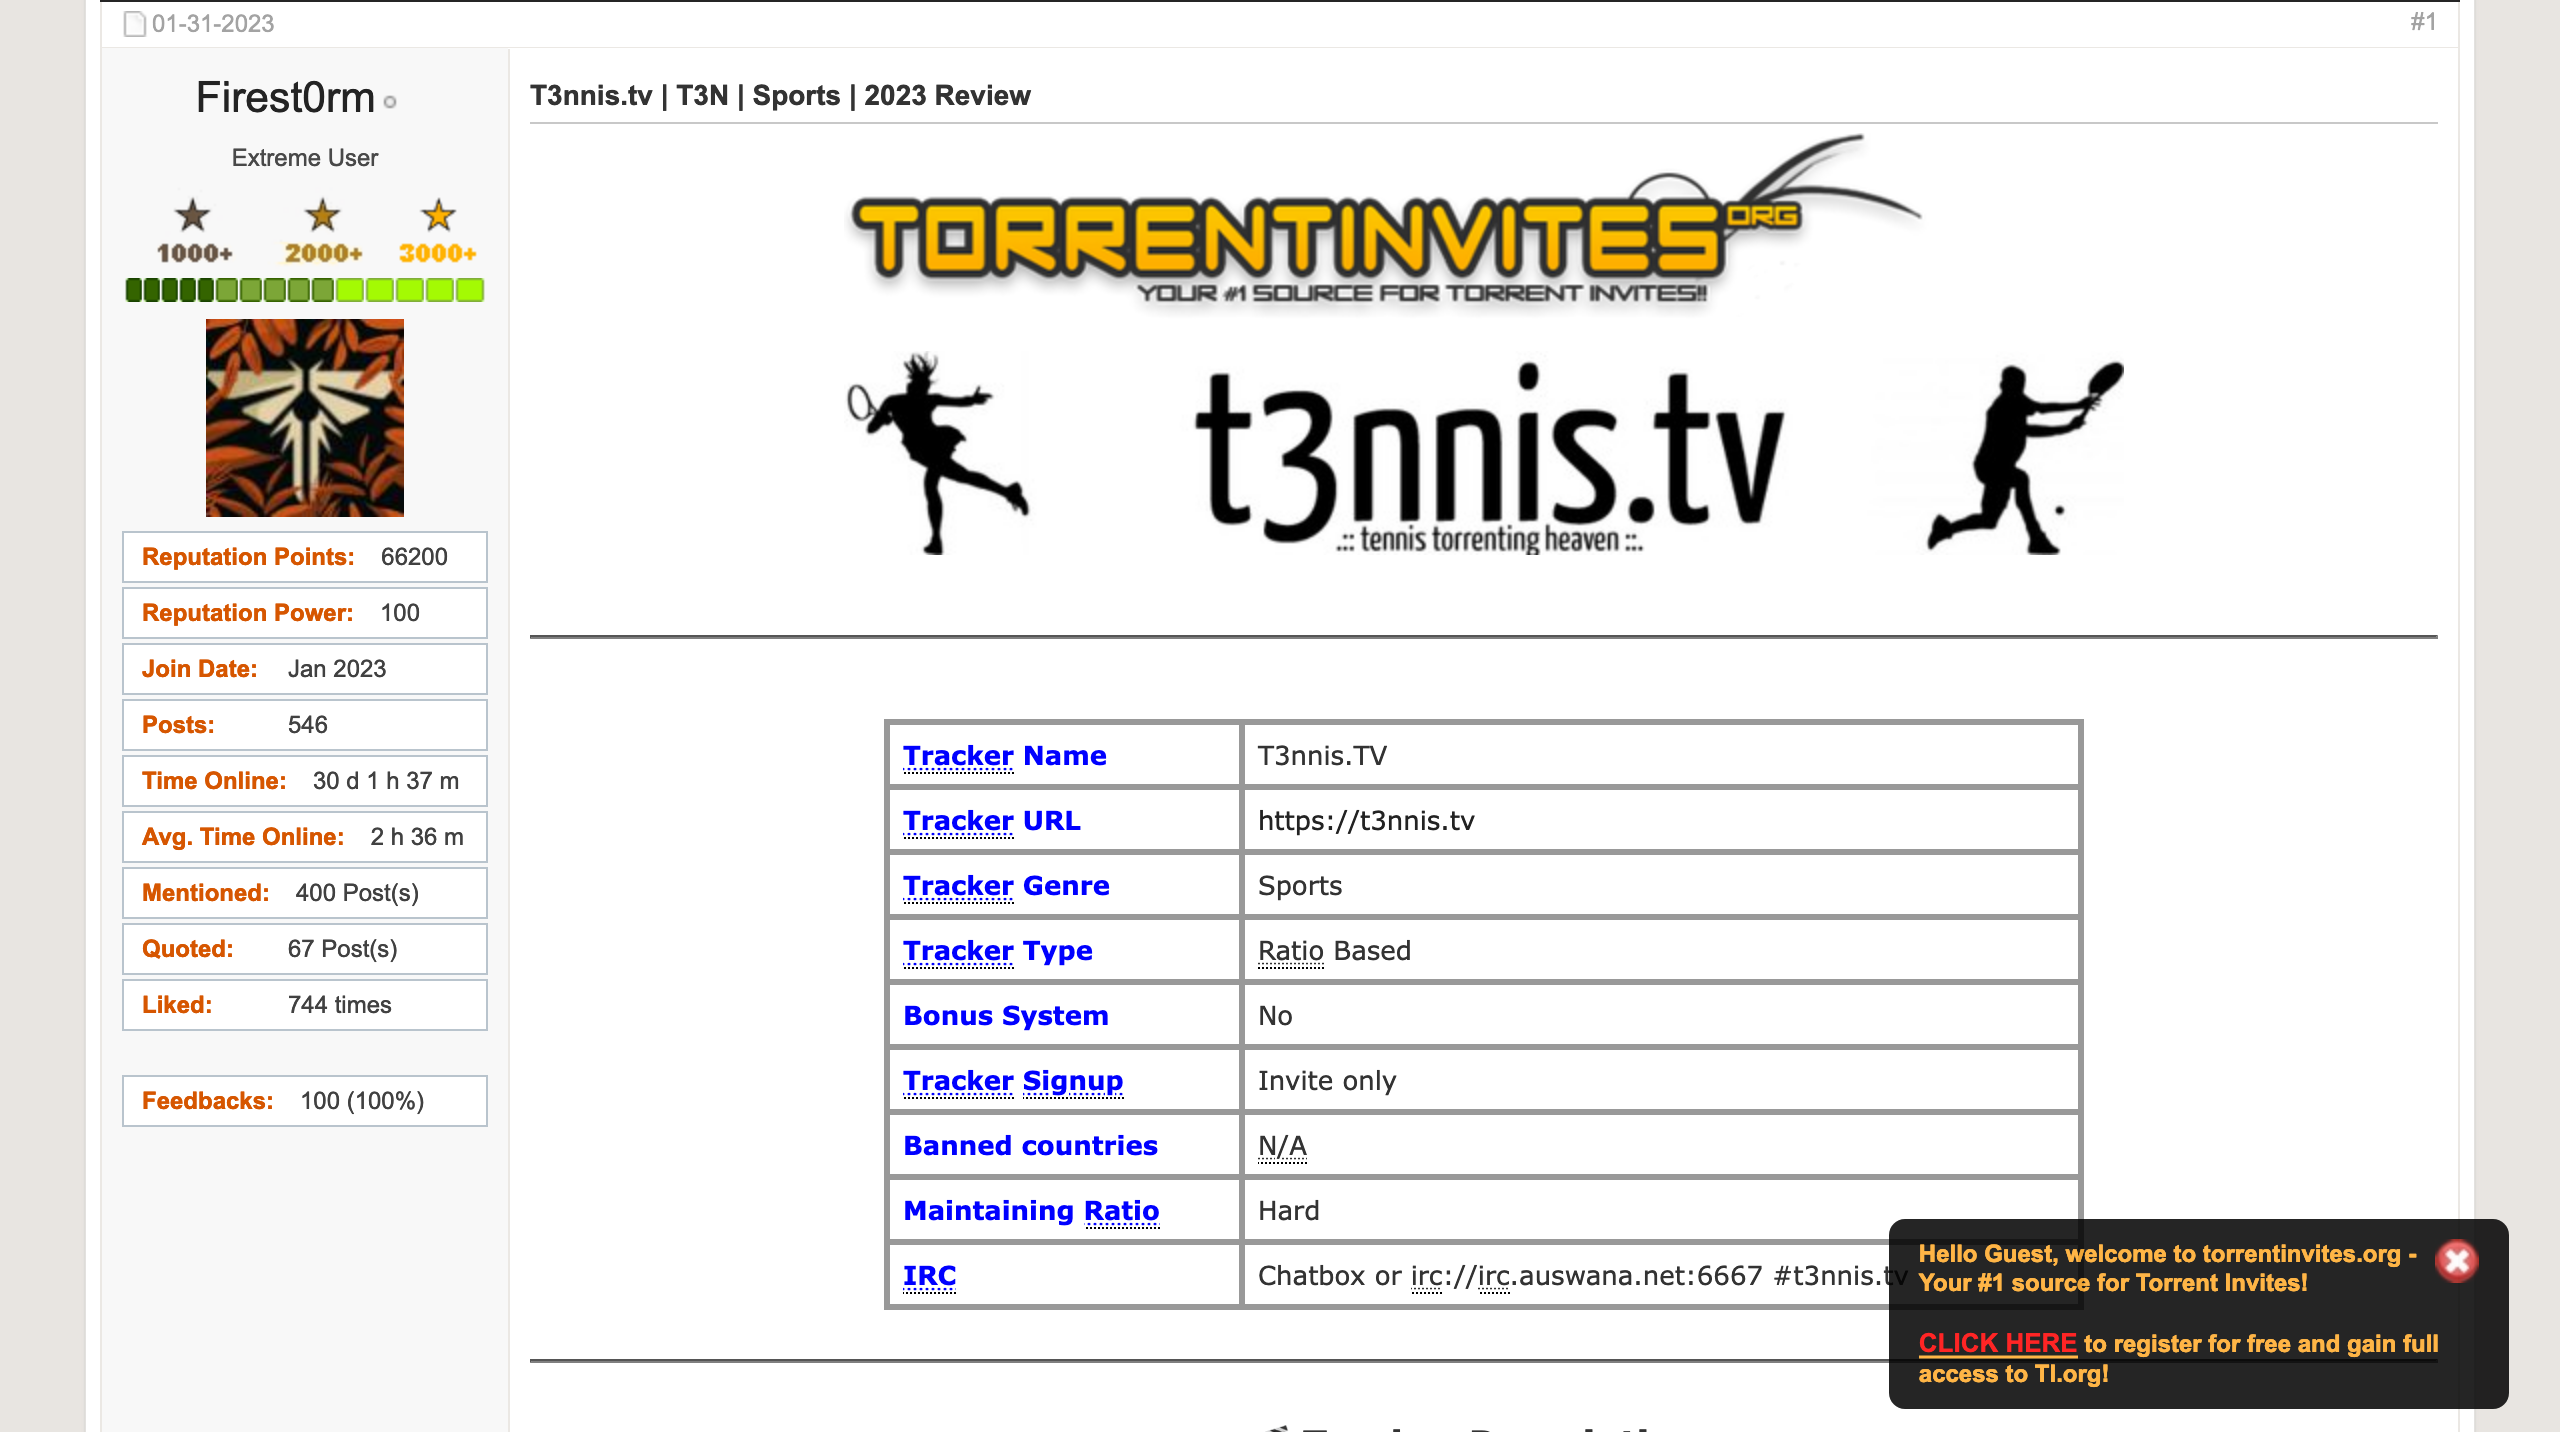 01-31-2023
#1
Firest0rm
Extreme User
1000+ 2000+ 3000+
Reputation Points: 66200
Reputation Power: 100
Join Date: Jan 2023
Posts: 546
Time Online: 30 d 1 h 37 m
Avg. Time Online: 2 h 36 m
Mentioned: 400 Post(s)
Quoted: 67 Post(s)
Liked: 744 times
Feedbacks: 100 (100%)
T3nnis.tv | T3N | Sports | 2023 Review
TORRENTINVITES ORG
YOUR #1 SOURCE FOR TORRENT INVITES!!
t3nnis.tv
.:: tennis torrenting heaven ::.
Tracker Name T3nnis.TV
Tracker URL https://t3nnis.tv
Tracker Genre Sports
Tracker Type Ratio Based
Bonus System No
Tracker Signup Invite only
Banned countries N/A
Maintaining Ratio Hard
IRC Chatbox or irc://irc.auswana.net:6667 #t3nnis.tv
Hello Guest, welcome to torrentinvites.org -
Your #1 source for Torrent Invites!
CLICK HERE to register for free and gain full
access to TI.org!